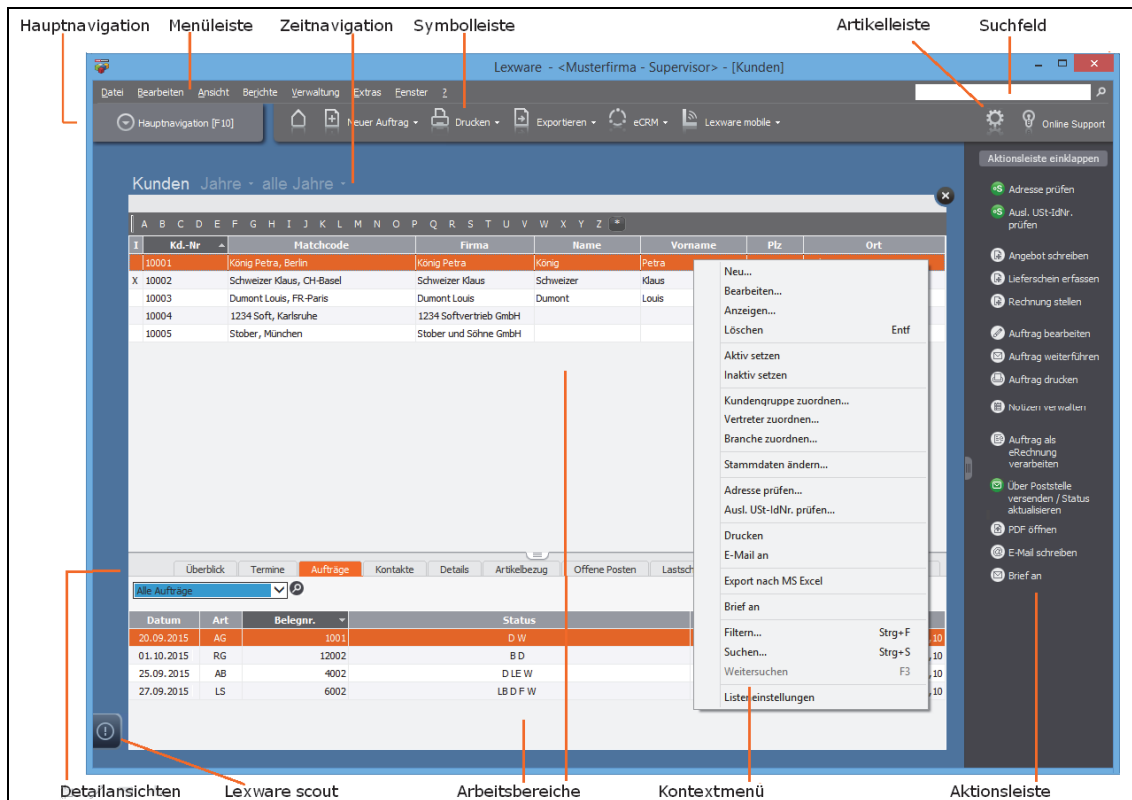 Hauptnavigation Menüleiste Zeitnavigation Symbolleiste Artikelleiste Suchfeld
Lexware - <Musterfirma - Supervisor> - [Kunden]
Datei Bearbeiten Ansicht Berichte Verwaltung Extras Fenster ?
Hauptnavigation [F10] Neuer Auftrag Drucken Exportieren eCRM Lexware mobile Online Support
Aktionsleiste einklappen
Kunden Jahre - alle Jahre -
A B C D E F G H I J K L M N O P Q R S T U V W X Y Z *
I Kd.-Nr Matchcode Firma Name Vorname Plz Ort
10001 König Petra, Berlin König Petra König Petra
X 10002 Schweizer Klaus, CH-Basel Schweizer Klaus Schweizer Klaus
10003 Dumont Louis, FR-Paris Dumont Louis Dumont Louis
10004 1234 Soft, Karlsruhe 1234 Softvertrieb GmbH
10005 Stober, München Stober und Söhne GmbH
Neu...
Bearbeiten...
Anzeigen...
Löschen Entf
Aktiv setzen
Inaktiv setzen
Kundengruppe zuordnen...
Vertreter zuordnen...
Branche zuordnen...
Stammdaten ändern...
Adresse prüfen...
Ausl. USt-IdNr. prüfen...
Drucken
E-Mail an
Export nach MS Excel
Brief an
Filtern... Strg+F
Suchen... Strg+S
Weitersuchen F3
Listeneinstellungen
Adresse prüfen
Ausl. USt-IdNr.
prüfen
Angebot schreiben
Lieferschein erfassen
Rechnung stellen
Auftrag bearbeiten
Auftrag weiterführen
Auftrag drucken
Notizen verwalten
Auftrag als
eRechnung
verarbeiten
Über Poststelle
versenden / Status
aktualisieren
PDF öffnen
E-Mail schreiben
Brief an
Überblick Termine Aufträge Kontakte Details Artikelbezug Offene Posten Lastsch
Alle Aufträge
Datum Art Belegnr. Status
20.09.2015 AG 1001 D W ,10
01.10.2015 RG 12002 B D ,10
25.09.2015 AB 4002 D LE W ,10
27.09.2015 LS 6002 LB D F W ,10
Detailansichten Lexware scout Arbeitsbereiche Kontextmenü Aktionsleiste